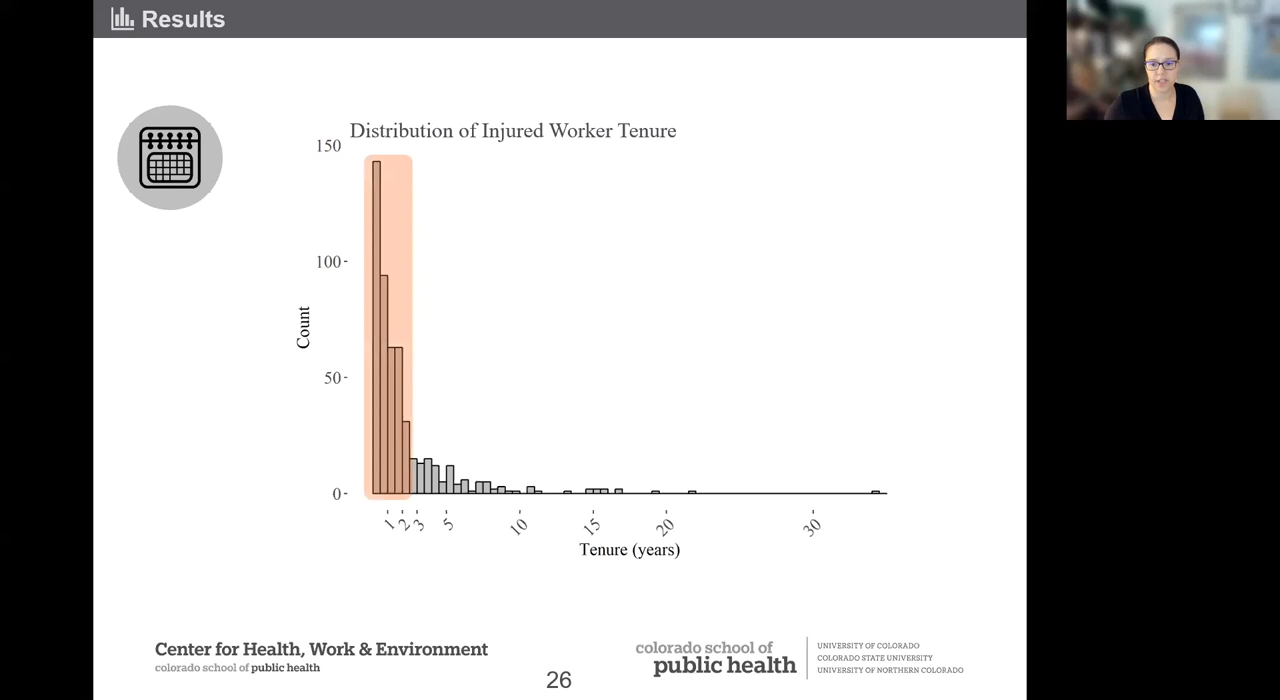 Results
Distribution of Injured Worker Tenure
150
100
50
0
Count
1 2 3 5 10 15 20 30
Tenure (years)
Center for Health, Work & Environment
colorado school of public health
26
colorado school of
public health
UNIVERSITY OF COLORADO
COLORADO STATE UNIVERSITY
UNIVERSITY OF NORTHERN COLORADO